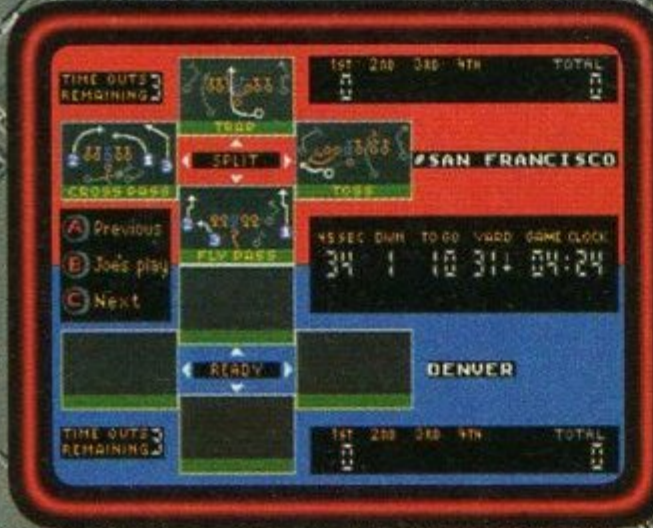 TIME OUTS
REMAINING 3
1ST 2ND 3RD 4TH TOTAL
0 0
TRAP
CROSS PASS
SPLIT
TOSS
#SAN FRANCISCO
FLY PASS
A Previous
B Joe's play
C Next
45SEC DWN TO GO YARD GAME CLOCK
34 1 10 31↓ 04:24
READY
DENVER
TIME OUTS
REMAINING 3
1ST 2ND 3RD 4TH TOTAL
0 0